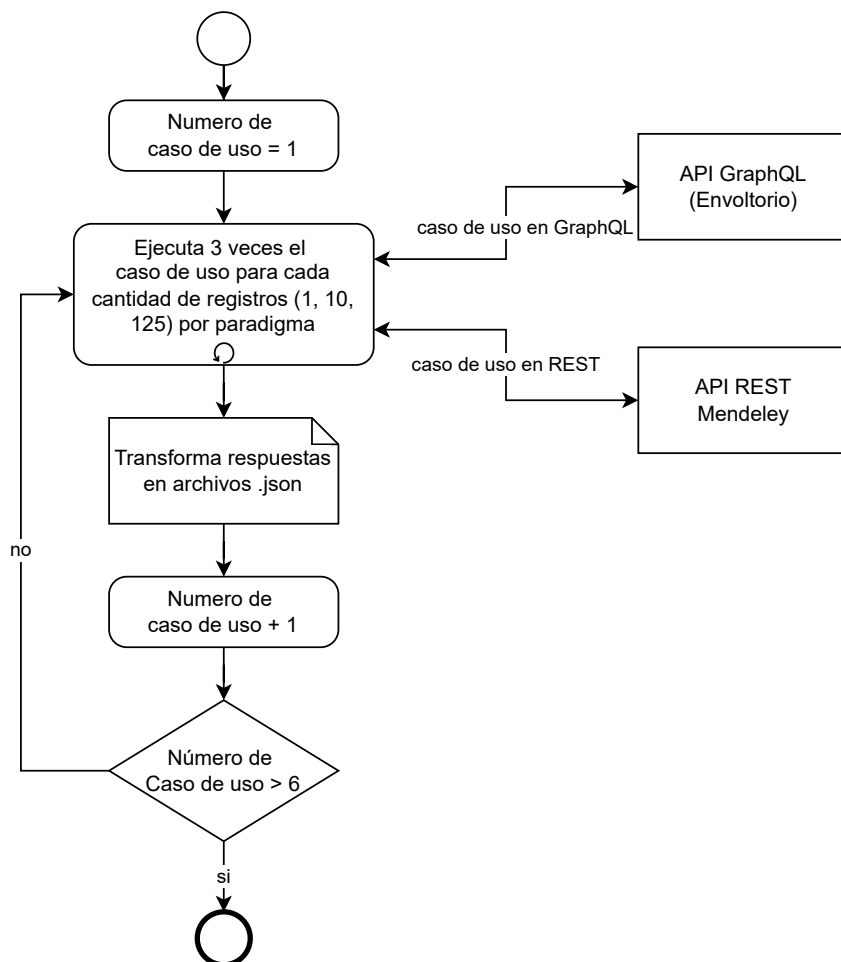 Numero de
caso de uso = 1
API GraphQL
(Envoltorio)
caso de uso en GraphQL
Ejecuta 3 veces el
caso de uso para cada
cantidad de registros (1, 10,
125) por paradigma
caso de uso en REST
API REST
Mendeley
Transforma respuestas
en archivos .json
no
Numero de
caso de uso + 1
Número de
Caso de uso > 6
si